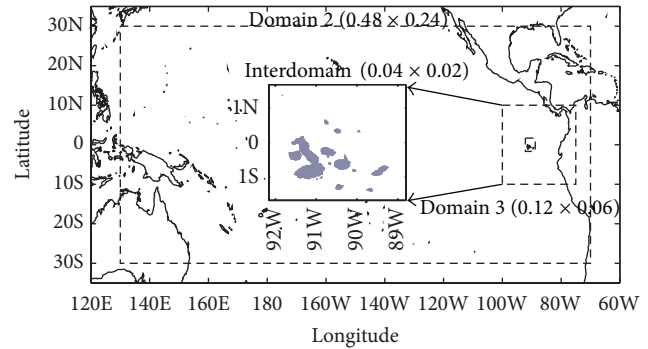 Domain 2 (0.48 × 0.24)
Interdomain (0.04 × 0.02)
Domain 3 (0.12 × 0.06)
30N
20N
10N
0
10S
20S
30S
Latitude
1N
0
1S
92W 91W 90W 89W
120E 140E 160E 180 160W 140W 120W 100W 80W 60W
Longitude